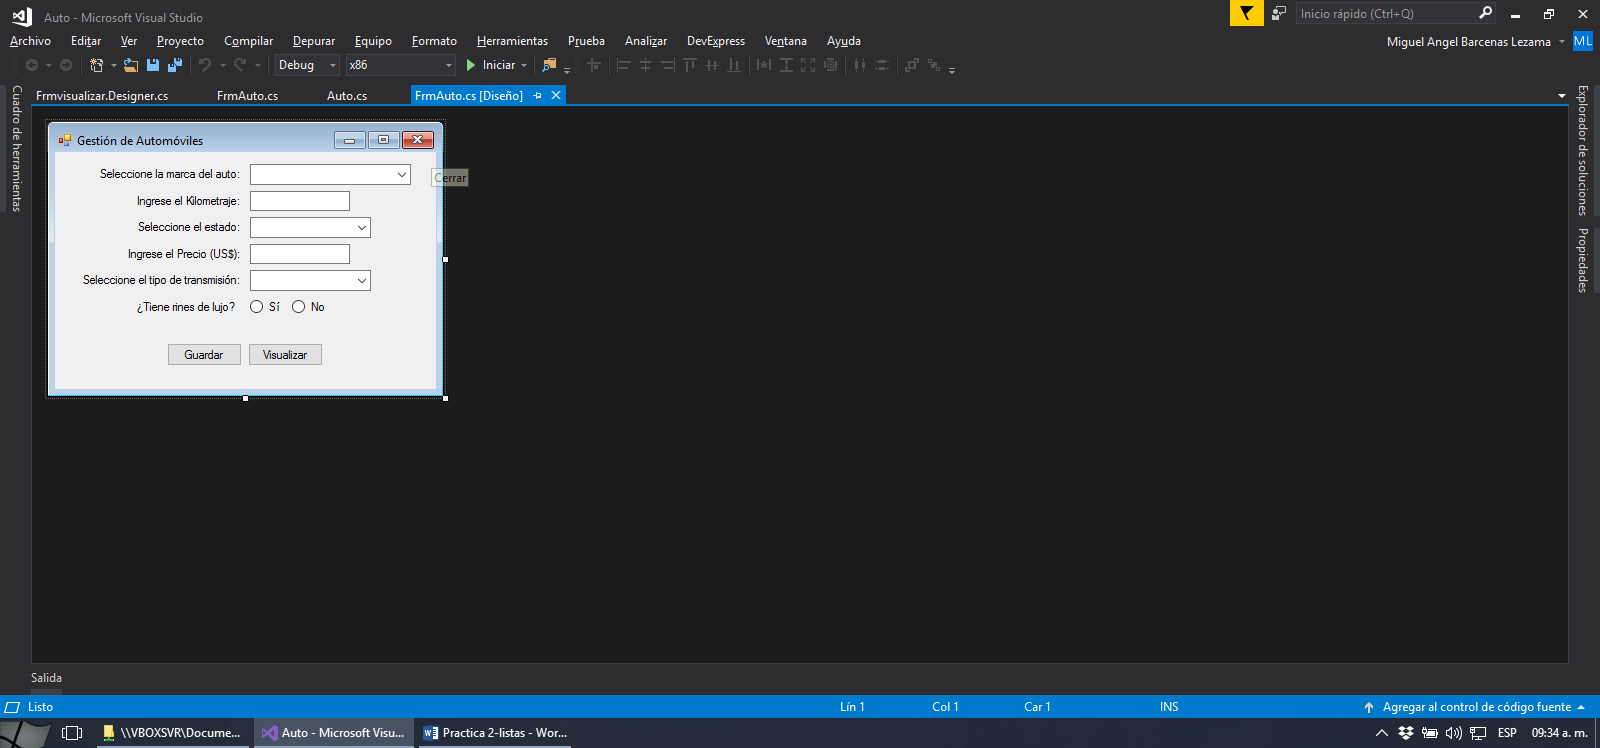 Auto - Microsoft Visual Studio
Inicio rápido (Ctrl+Q)
Archivo Editar Ver Proyecto Compilar Depurar Equipo Formato Herramientas Prueba Analizar DevExpress Ventana Ayuda
Miguel Angel Barcenas Lezama ML
Debug x86 Iniciar
Frmvisualizar.Designer.cs FrmAuto.cs Auto.cs FrmAuto.cs [Diseño]
Cuadro de herramientas
Explorador de soluciones
Propiedades
Gestión de Automóviles
Seleccione la marca del auto:
Cerrar
Ingrese el Kilometraje:
Seleccione el estado:
Ingrese el Precio (US$):
Seleccione el tipo de transmisión:
¿Tiene rines de lujo? Sí No
Guardar Visualizar
Salida
Listo Lín 1 Col 1 Car 1 INS Agregar al control de código fuente
\\VBOXSVR\Docume... Auto - Microsoft Visu... Practica 2-listas - Wor... ESP 09:34 a. m.